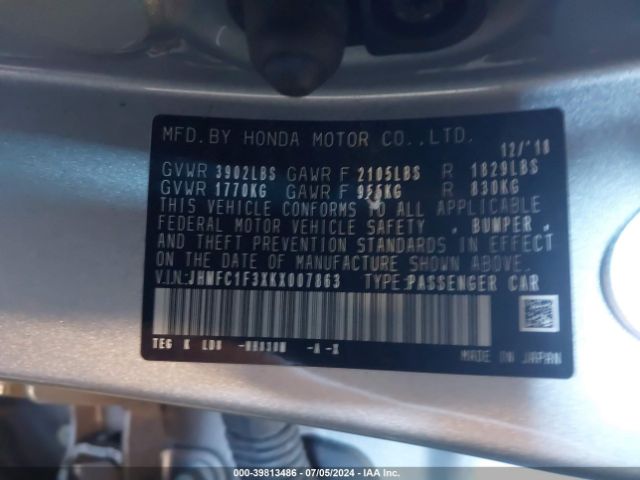 MFD. BY HONDA MOTOR CO., LTD. 12/'18
GVWR 3902LBS GAWR F 2105LBS R 1829LBS
GVWR 1770KG GAWR F 955KG R 830KG
THIS VEHICLE CONFORMS TO ALL APPLICABLE
FEDERAL MOTOR VEHICLE SAFETY , BUMPER ,
AND THEFT PREVENTION STANDARDS IN EFFECT
ON THE DATE OF MANUFACTURE SHOWN ABOVE.
V.I.N.: JHMFC1F3XKX007863 TYPE: PASSENGER CAR
TEG K -A -X
MADE IN JAPAN
000-39813486 - 07/05/2024 - IAA Inc.